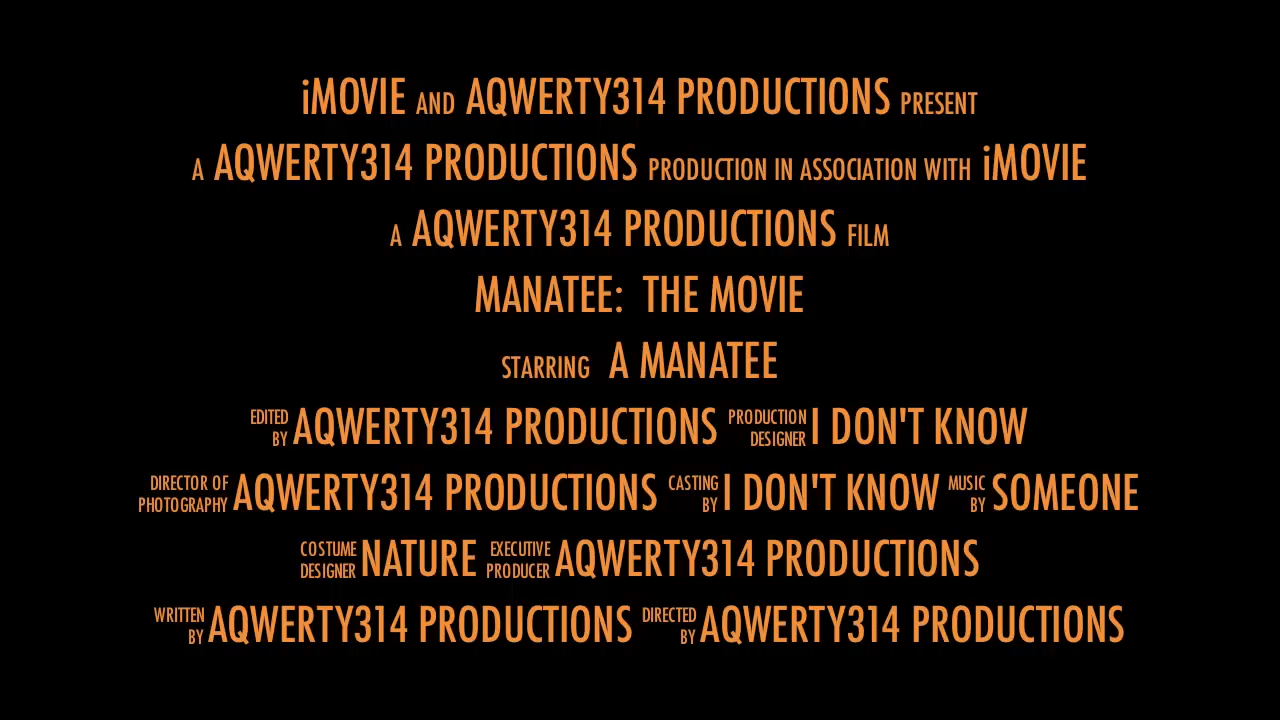 iMOVIE AND AQWERTY314 PRODUCTIONS PRESENT
A AQWERTY314 PRODUCTIONS PRODUCTION IN ASSOCIATION WITH iMOVIE
A AQWERTY314 PRODUCTIONS FILM
MANATEE: THE MOVIE
STARRING A MANATEE
EDITED BY AQWERTY314 PRODUCTIONS PRODUCTION DESIGNER I DON'T KNOW
DIRECTOR OF PHOTOGRAPHY AQWERTY314 PRODUCTIONS CASTING BY I DON'T KNOW MUSIC BY SOMEONE
COSTUME DESIGNER NATURE EXECUTIVE PRODUCER AQWERTY314 PRODUCTIONS
WRITTEN BY AQWERTY314 PRODUCTIONS DIRECTED BY AQWERTY314 PRODUCTIONS